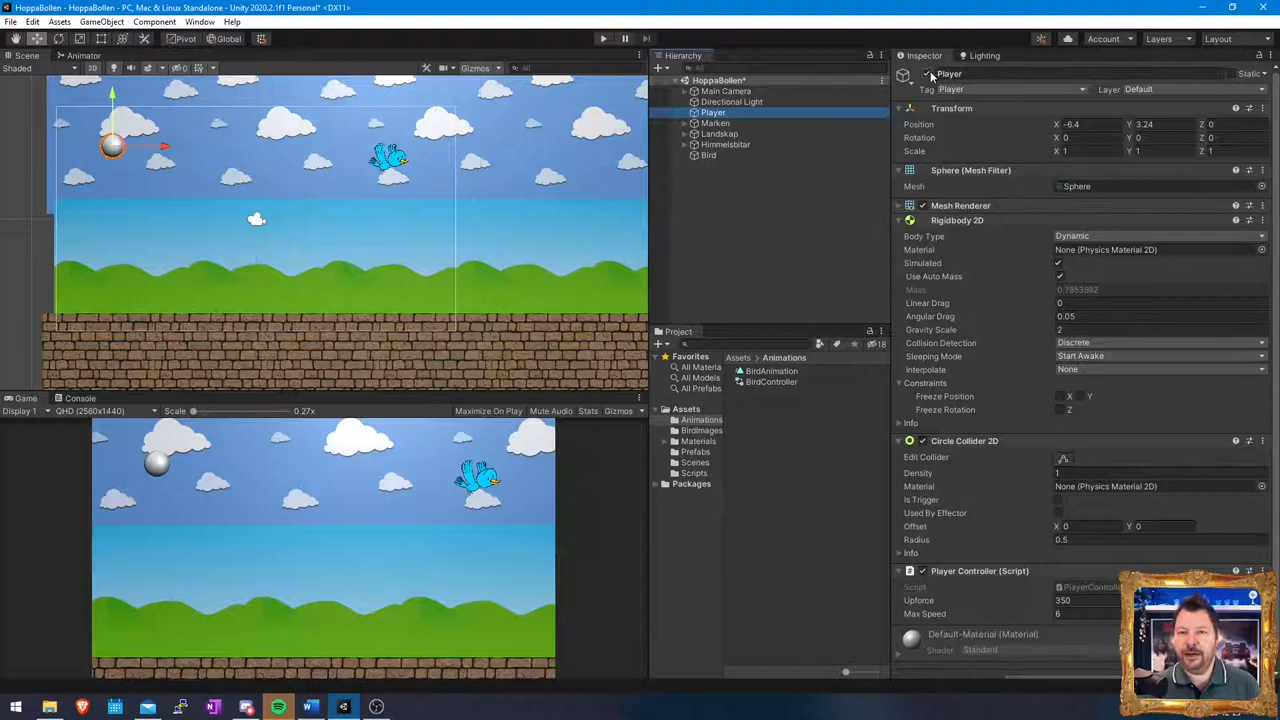 HoppaBollen - HoppaBollen - PC, Mac & Linux Standalone - Unity 2020.2.1f1 Personal* <DX11>
File Edit Assets GameObject Component Window Help
Pivot Global Account Layers Layout
Scene Animator
Shaded 2D 0 Gizmos All
Hierarchy
All
HoppaBollen*
Main Camera
Directional Light
Player
Marken
Landskap
Himmelsbitar
Bird
Project
18
Favorites
All Materia
All Models
All Prefabs
Assets
Animations
BirdImages
Materials
Prefabs
Scenes
Scripts
Packages
Assets Animations
BirdAnimation
BirdController
Game Console
Display 1 QHD (2560x1440) Scale 0.27x Maximize On Play Mute Audio Stats Gizmos
Inspector Lighting
Player Static
Tag Player Layer Default
Transform
Position X -6.4 Y 3.24 Z 0
Rotation X 0 Y 0 Z 0
Scale X 1 Y 1 Z 1
Sphere (Mesh Filter)
Mesh Sphere
Mesh Renderer
Rigidbody 2D
Body Type Dynamic
Material None (Physics Material 2D)
Simulated
Use Auto Mass
Mass 0.7853982
Linear Drag 0
Angular Drag 0.05
Gravity Scale 2
Collision Detection Discrete
Sleeping Mode Start Awake
Interpolate None
Constraints
Freeze Position X Y
Freeze Rotation Z
Info
Circle Collider 2D
Edit Collider
Density 1
Material None (Physics Material 2D)
Is Trigger
Used By Effector
Offset X 0 Y 0
Radius 0.5
Info
Player Controller (Script)
Script PlayerControlle
Upforce 350
Max Speed 6
Default-Material (Material)
Shader Standard